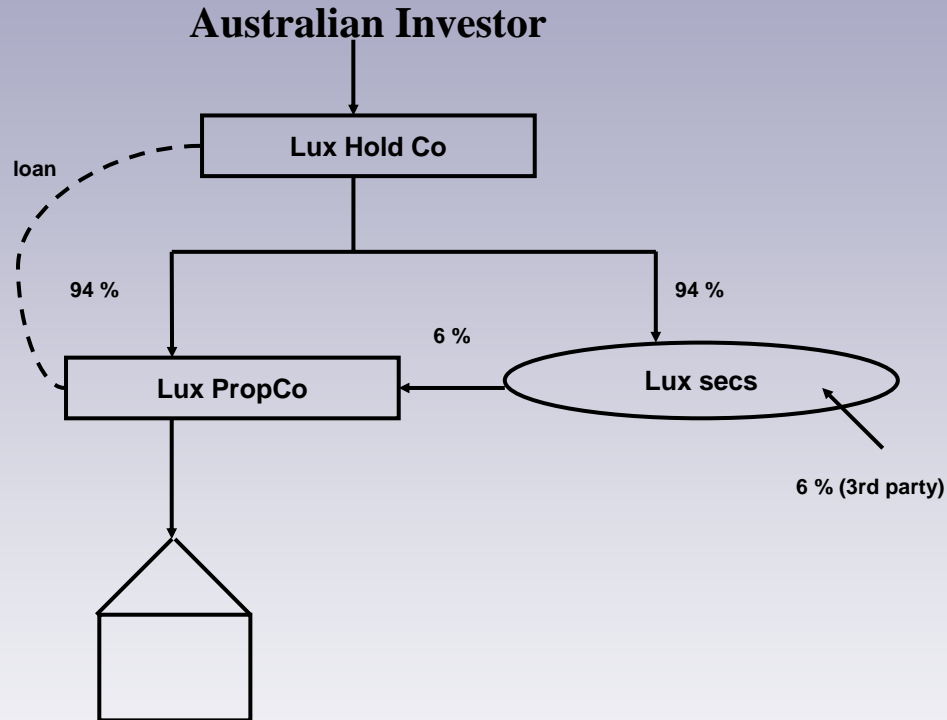 Australian Investor
Lux Hold Co
loan
94 %
94 %
6 %
Lux PropCo
Lux secs
6 % (3rd party)